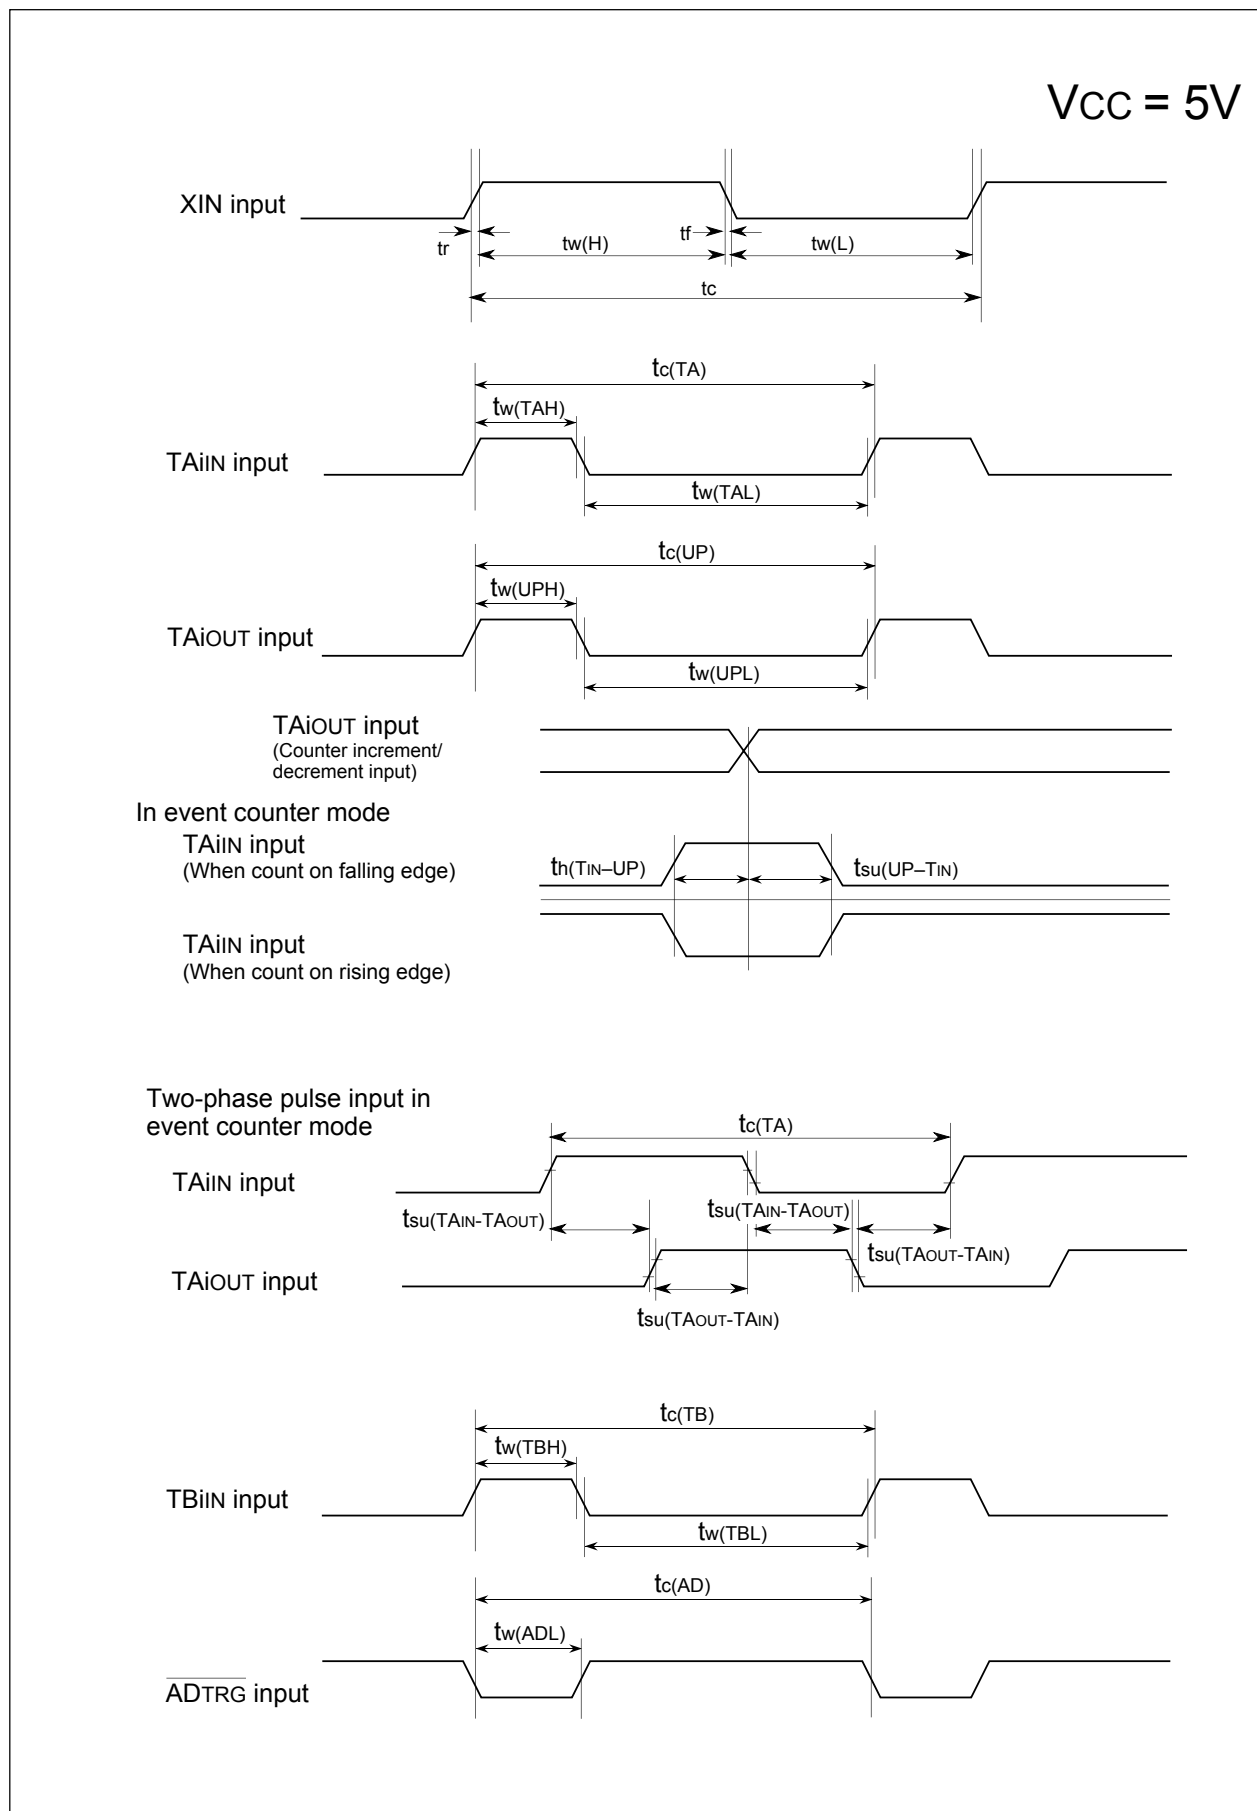 VCC = 5V
XIN input
tr
tw(H)
tf
tw(L)
tc
tc(TA)
tw(TAH)
TAiIN input
tw(TAL)
tc(UP)
tw(UPH)
TAiOUT input
tw(UPL)
TAiOUT input
(Counter increment/
decrement input)
In event counter mode
TAiIN input
(When count on falling edge)
th(TIN–UP)
tsu(UP–TIN)
TAiIN input
(When count on rising edge)
Two-phase pulse input in
event counter mode
tc(TA)
TAiIN input
tsu(TAIN-TAOUT)
tsu(TAIN-TAOUT)
tsu(TAOUT-TAIN)
TAiOUT input
tsu(TAOUT-TAIN)
tc(TB)
tw(TBH)
TBiIN input
tw(TBL)
tc(AD)
tw(ADL)
ADTRG input